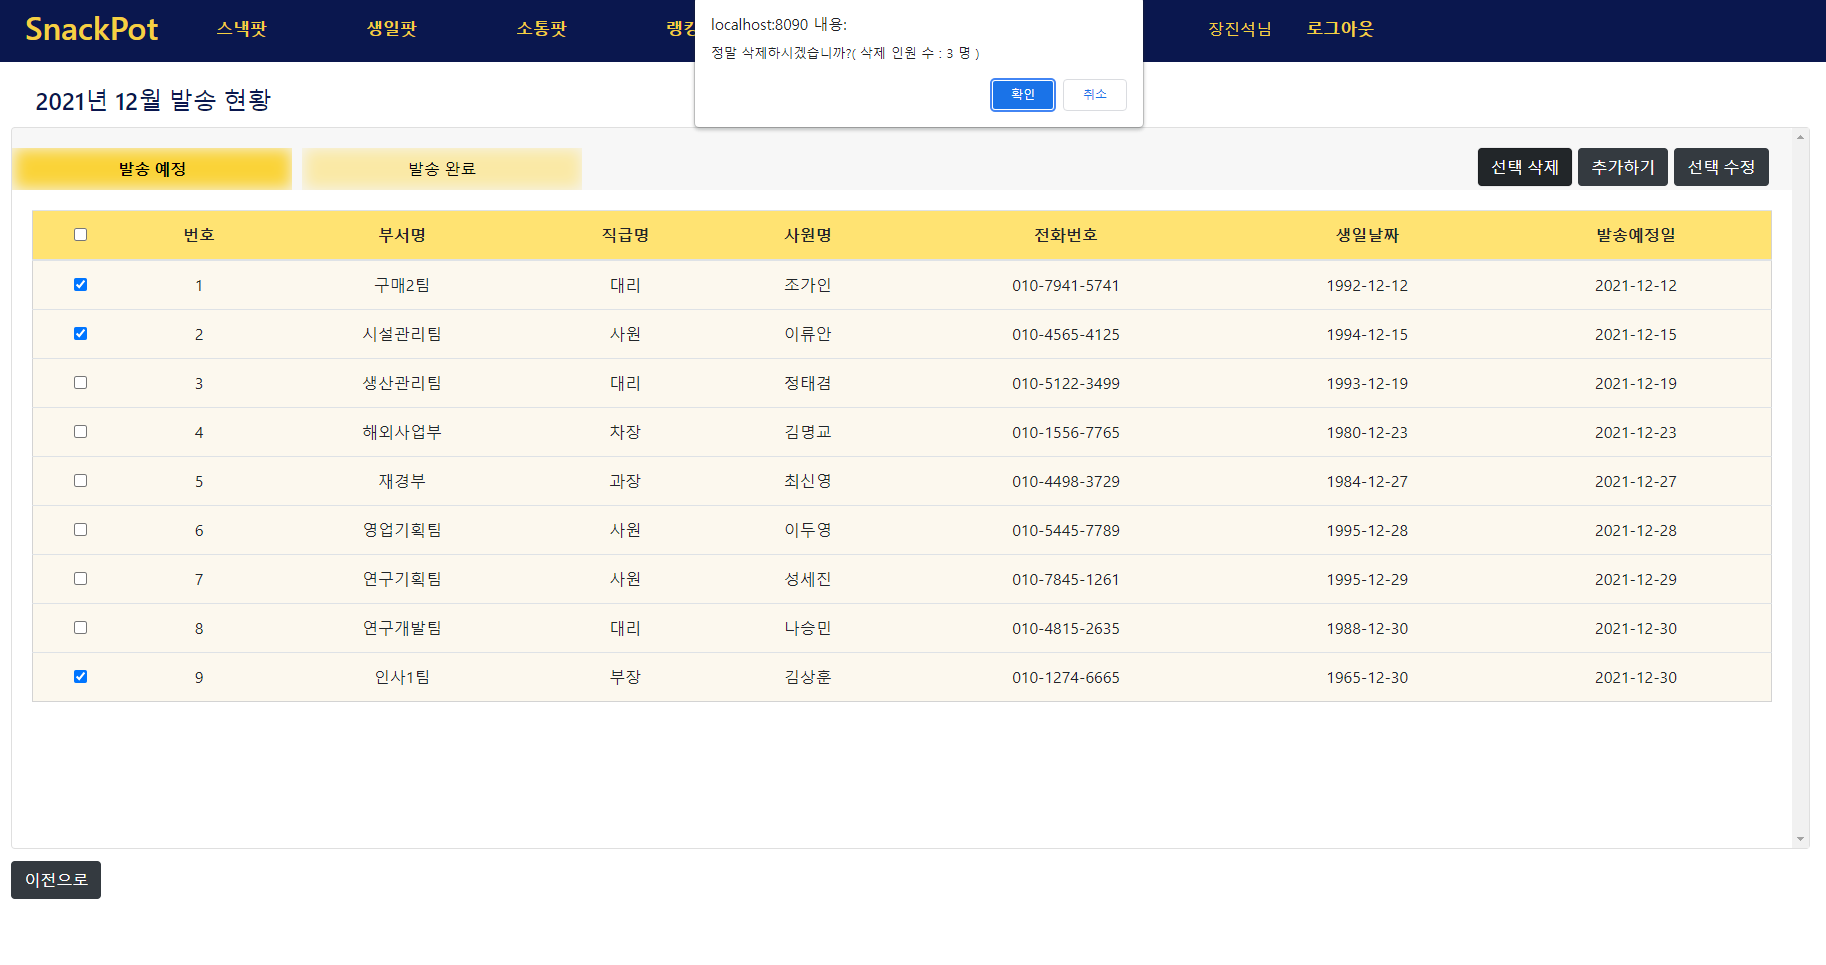 SnackPot 스낵팟 생일팟 소통팟 랭킹 장진석님 로그아웃
localhost:8090 내용:
정말 삭제하시겠습니까?( 삭제 인원 수 : 3 명 )
확인 취소
2021년 12월 발송 현황
발송 예정 발송 완료 선택 삭제 추가하기 선택 수정
번호 부서명 직급명 사원명 전화번호 생일날짜 발송예정일
1 구매2팀 대리 조가인 010-7941-5741 1992-12-12 2021-12-12
2 시설관리팀 사원 이류안 010-4565-4125 1994-12-15 2021-12-15
3 생산관리팀 대리 정태겸 010-5122-3499 1993-12-19 2021-12-19
4 해외사업부 차장 김명교 010-1556-7765 1980-12-23 2021-12-23
5 재경부 과장 최신영 010-4498-3729 1984-12-27 2021-12-27
6 영업기획팀 사원 이두영 010-5445-7789 1995-12-28 2021-12-28
7 연구기획팀 사원 성세진 010-7845-1261 1995-12-29 2021-12-29
8 연구개발팀 대리 나승민 010-4815-2635 1988-12-30 2021-12-30
9 인사1팀 부장 김상훈 010-1274-6665 1965-12-30 2021-12-30
이전으로